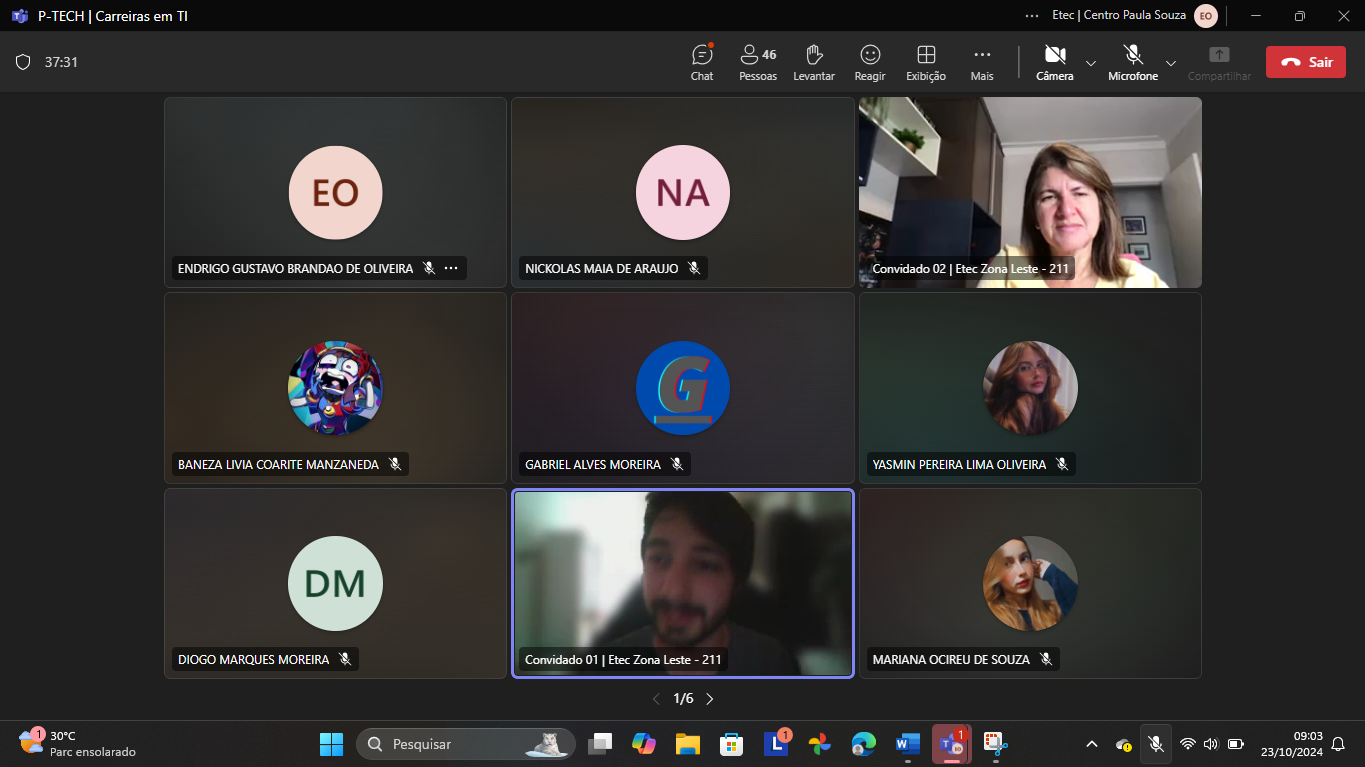 P-TECH | Carreiras em TI
Etec | Centro Paula Souza
EO
37:31
Chat
46
Pessoas
Levantar
Reagir
Exibição
Mais
Câmera
Microfone
Compartilhar
Sair
EO
ENDRIGO GUSTAVO BRANDAO DE OLIVEIRA
NA
NICKOLAS MAIA DE ARAUJO
Convidado 02 | Etec Zona Leste - 211
BANEZA LIVIA COARITE MANZANEDA
G
GABRIEL ALVES MOREIRA
YASMIN PEREIRA LIMA OLIVEIRA
DM
DIOGO MARQUES MOREIRA
Convidado 01 | Etec Zona Leste - 211
MARIANA OCIREU DE SOUZA
1/6
1
30°C
Parc ensolarado
Pesquisar
L
1
W
T
1
EO
09:03
23/10/2024